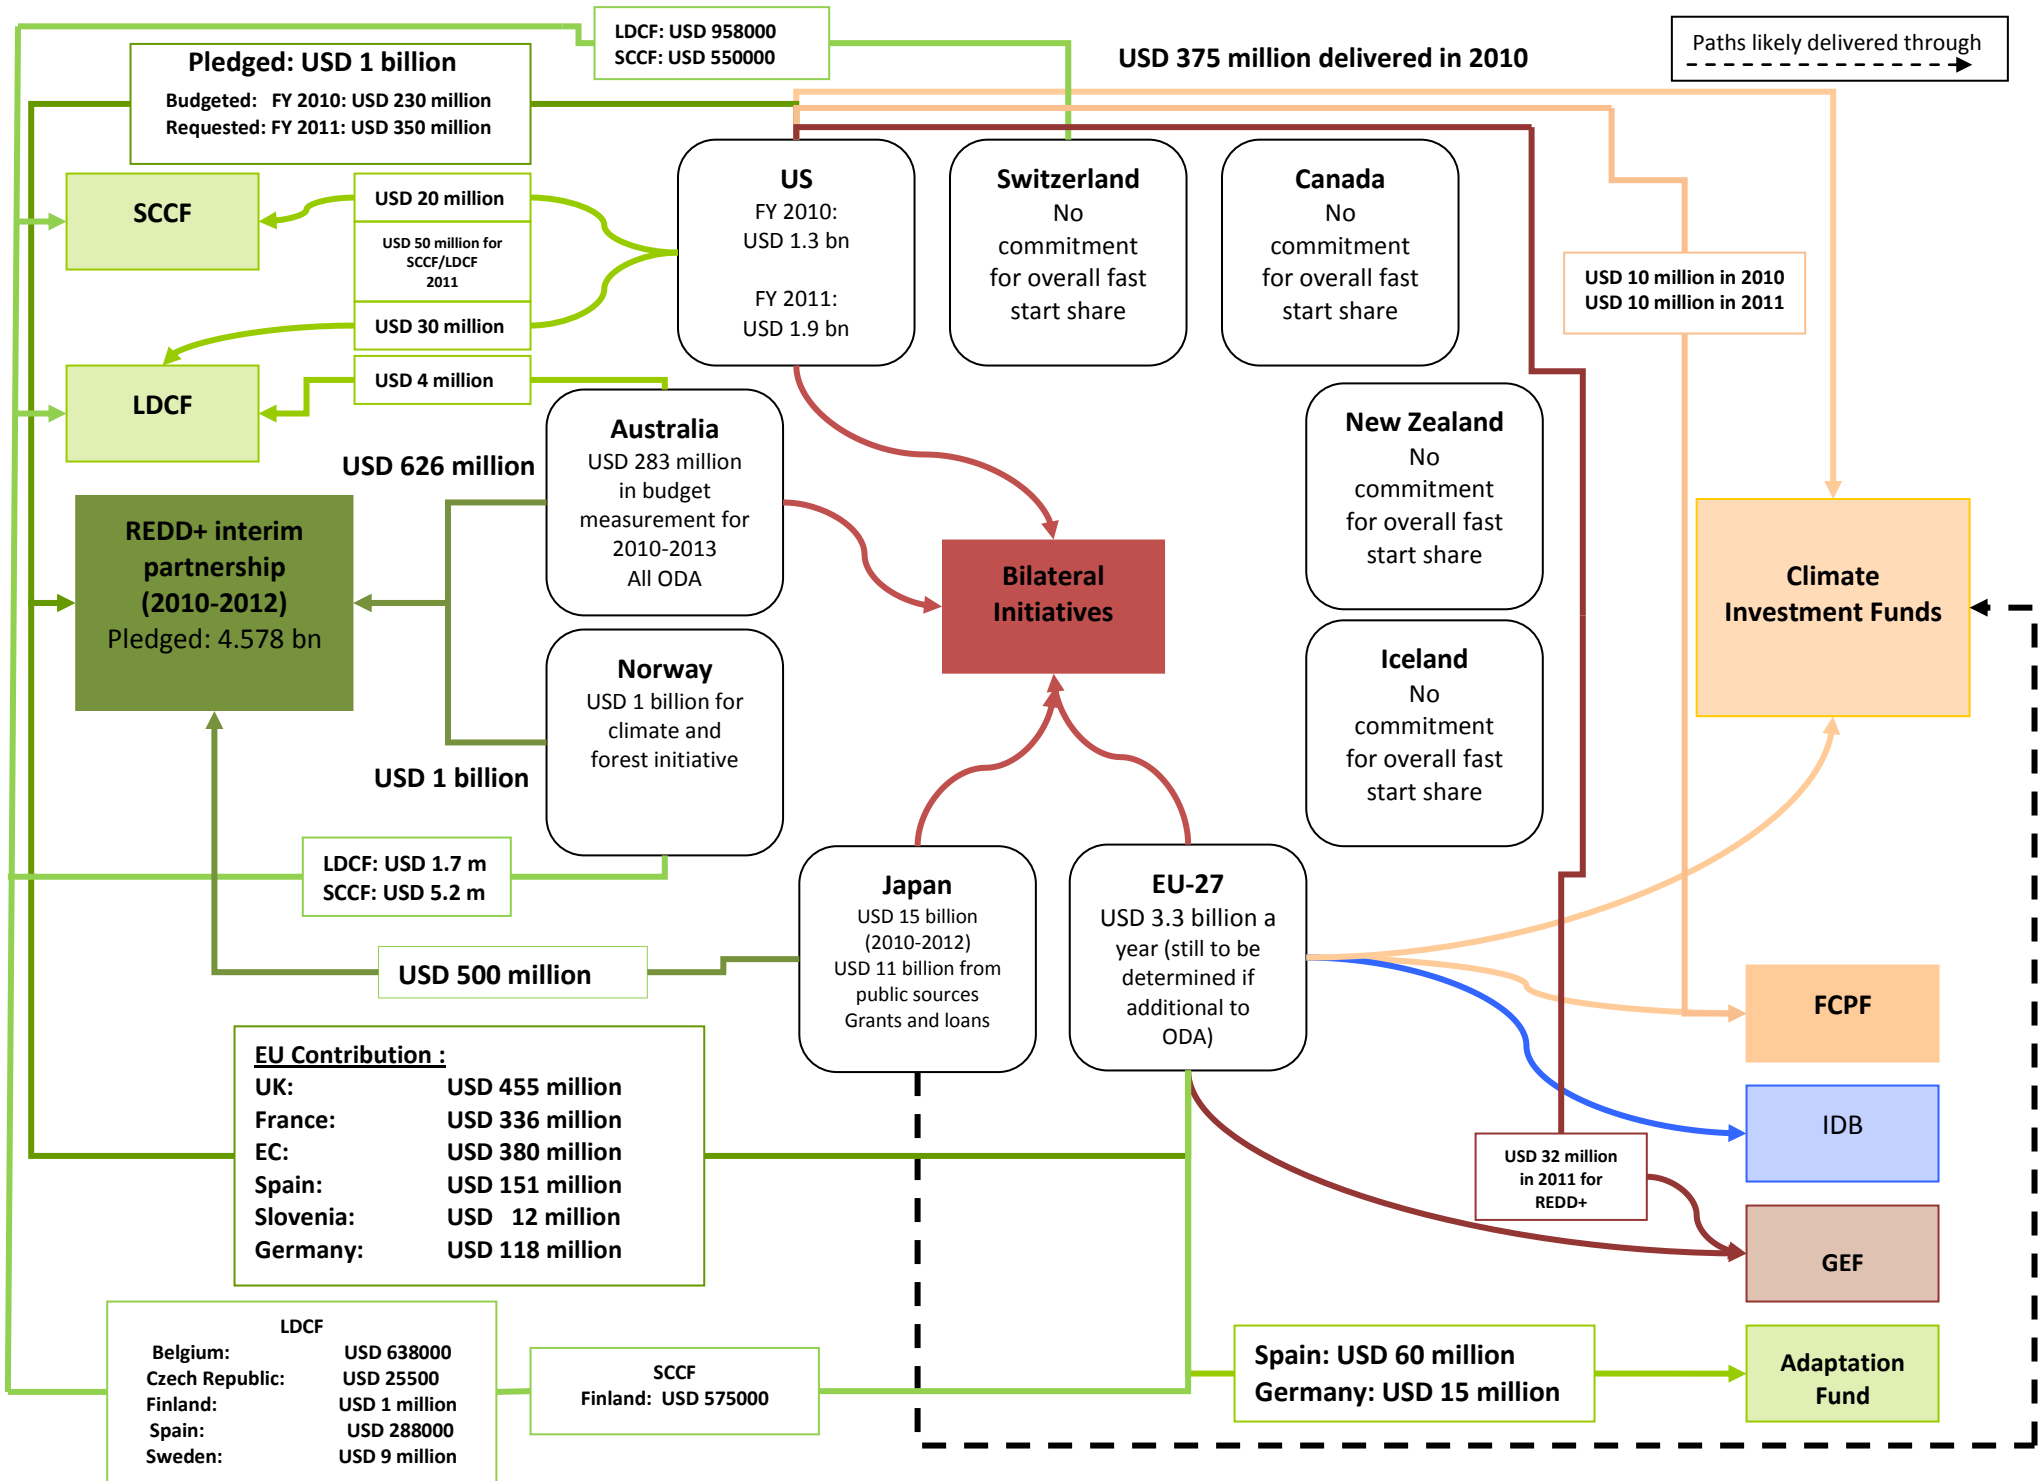 LDCF: USD 958000
SCCF: USD 550000
USD 375 million delivered in 2010
Paths likely delivered through
Pledged: USD 1 billion
Budgeted: FY 2010: USD 230 million
Requested: FY 2011: USD 350 million
SCCF
USD 20 million
USD 50 million for
SCCF/LDCF
2011
USD 30 million
LDCF
USD 4 million
US
FY 2010:
USD 1.3 bn
FY 2011:
USD 1.9 bn
Switzerland
No
commitment
for overall fast
start share
Canada
No
commitment
for overall fast
start share
USD 10 million in 2010
USD 10 million in 2011
Australia
USD 283 million
in budget
measurement for
2010-2013
All ODA
USD 626 million
New Zealand
No
commitment
for overall fast
start share
REDD+ interim
partnership
(2010-2012)
Pledged: 4.578 bn
Bilateral
Initiatives
Climate
Investment Funds
Norway
USD 1 billion for
climate and
forest initiative
USD 1 billion
Iceland
No
commitment
for overall fast
start share
LDCF: USD 1.7 m
SCCF: USD 5.2 m
Japan
USD 15 billion
(2010-2012)
USD 11 billion from
public sources
Grants and loans
EU-27
USD 3.3 billion a
year (still to be
determined if
additional to
ODA)
USD 500 million
FCPF
EU Contribution :
UK: USD 455 million
France: USD 336 million
EC: USD 380 million
Spain: USD 151 million
Slovenia: USD 12 million
Germany: USD 118 million
IDB
USD 32 million
in 2011 for
REDD+
GEF
LDCF
Belgium: USD 638000
Czech Republic: USD 25500
Finland: USD 1 million
Spain: USD 288000
Sweden: USD 9 million
SCCF
Finland: USD 575000
Spain: USD 60 million
Germany: USD 15 million
Adaptation
Fund